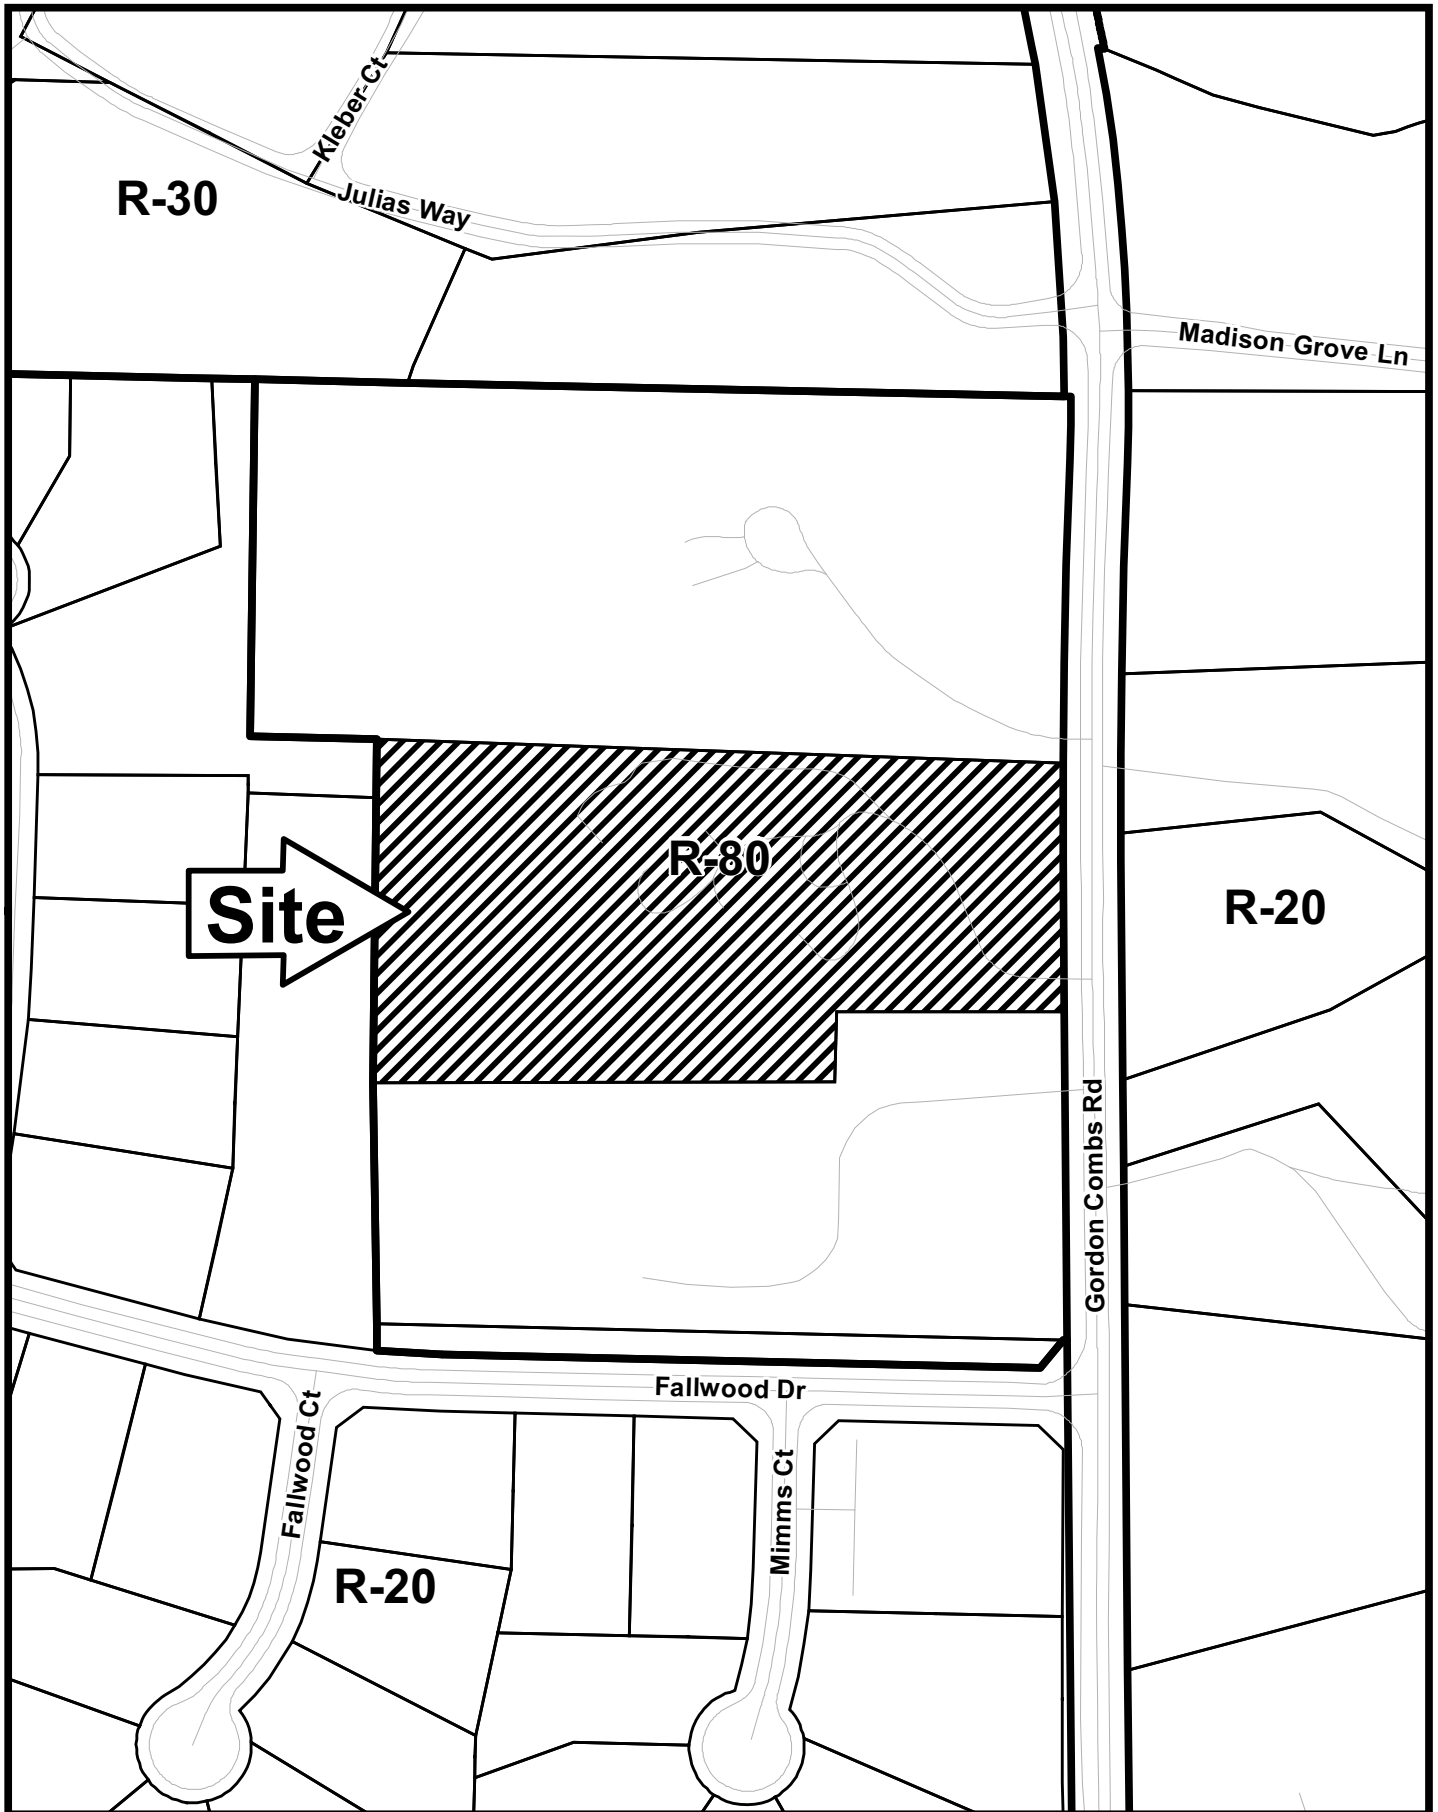 Kleber Ct
R-30
Julias Way
Madison Grove Ln
R-80
Site
R-20
Gordon Combs Rd
Fallwood Dr
Fallwood Ct
Mimms Ct
R-20